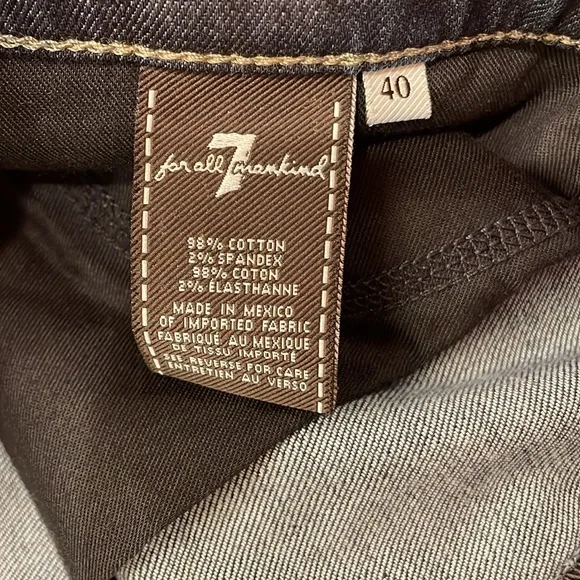 40
7
for all mankind
98% COTTON
2% SPANDEX
98% COTON
2% ÉLASTHANNE
MADE IN MEXICO
OF IMPORTED FABRIC
FABRIQUÉ AU MEXIQUE
DE TISSU IMPORTÉ
SEE REVERSE FOR CARE
ENTRETIEN AU VERSO